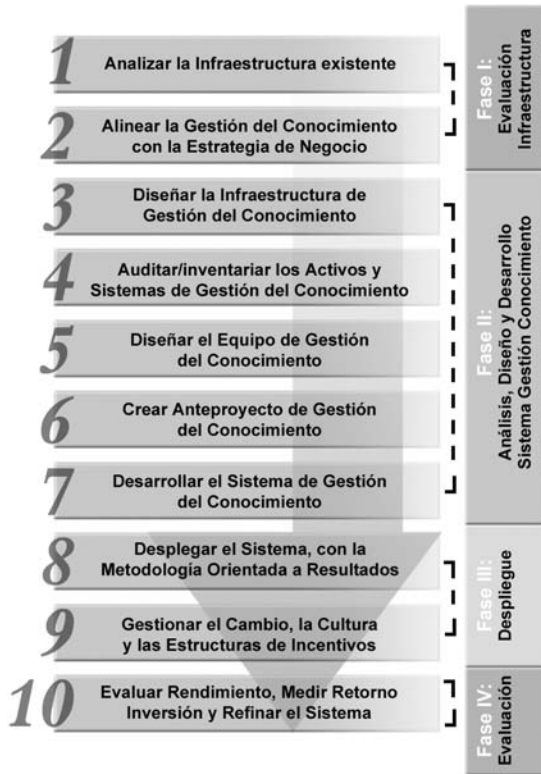 1
Analizar la Infraestructura existente
2
Alinear la Gestión del Conocimiento
con la Estrategia de Negocio
Fase I:
Evaluación
Infraestructura
3
Diseñar la Infraestructura de
Gestión del Conocimiento
4
Auditar/inventariar los Activos y
Sistemas de Gestión del Conocimiento
5
Diseñar el Equipo de Gestión
del Conocimiento
6
Crear Anteproyecto de Gestión
del Conocimiento
7
Desarrollar el Sistema de Gestión
del Conocimiento
Fase II:
Análisis, Diseño y Desarrollo
Sistema Gestión Conocimiento
8
Desplegar el Sistema, con la
Metodología Orientada a Resultados
9
Gestionar el Cambio, la Cultura
y las Estructuras de Incentivos
Fase III:
Despliegue
10
Evaluar Rendimiento, Medir Retorno
Inversión y Refinar el Sistema
Fase IV:
Evaluación